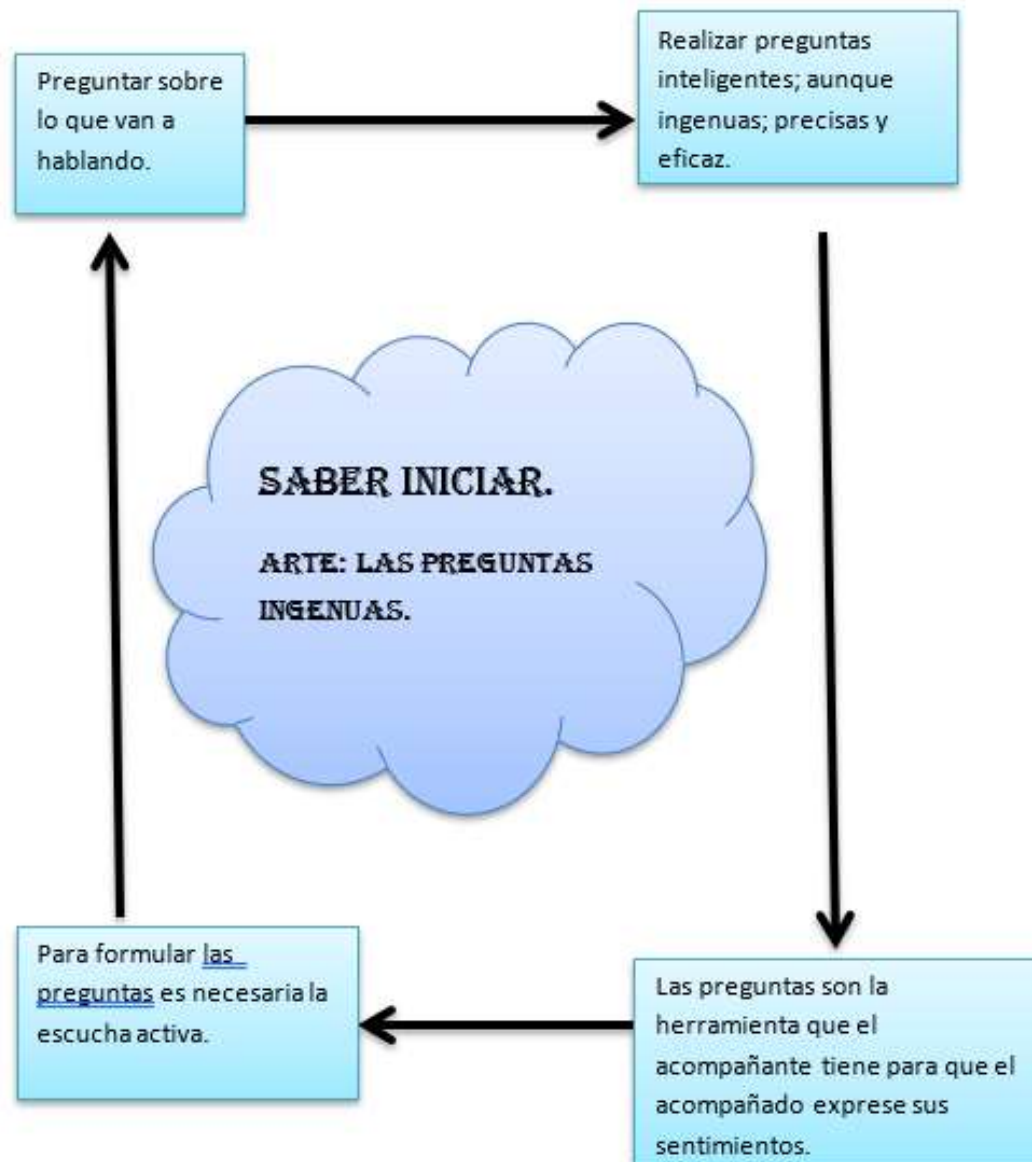 Preguntar sobre
lo que van a
hablando.
Realizar preguntas
inteligentes; aunque
ingenuas; precisas y
eficaz.
SABER INICIAR.
ARTE: LAS PREGUNTAS
INGENUAS.
Para formular las
preguntas es necesaria la
escucha activa.
Las preguntas son la
herramienta que el
acompañante tiene para que el
acompañado exprese sus
sentimientos.